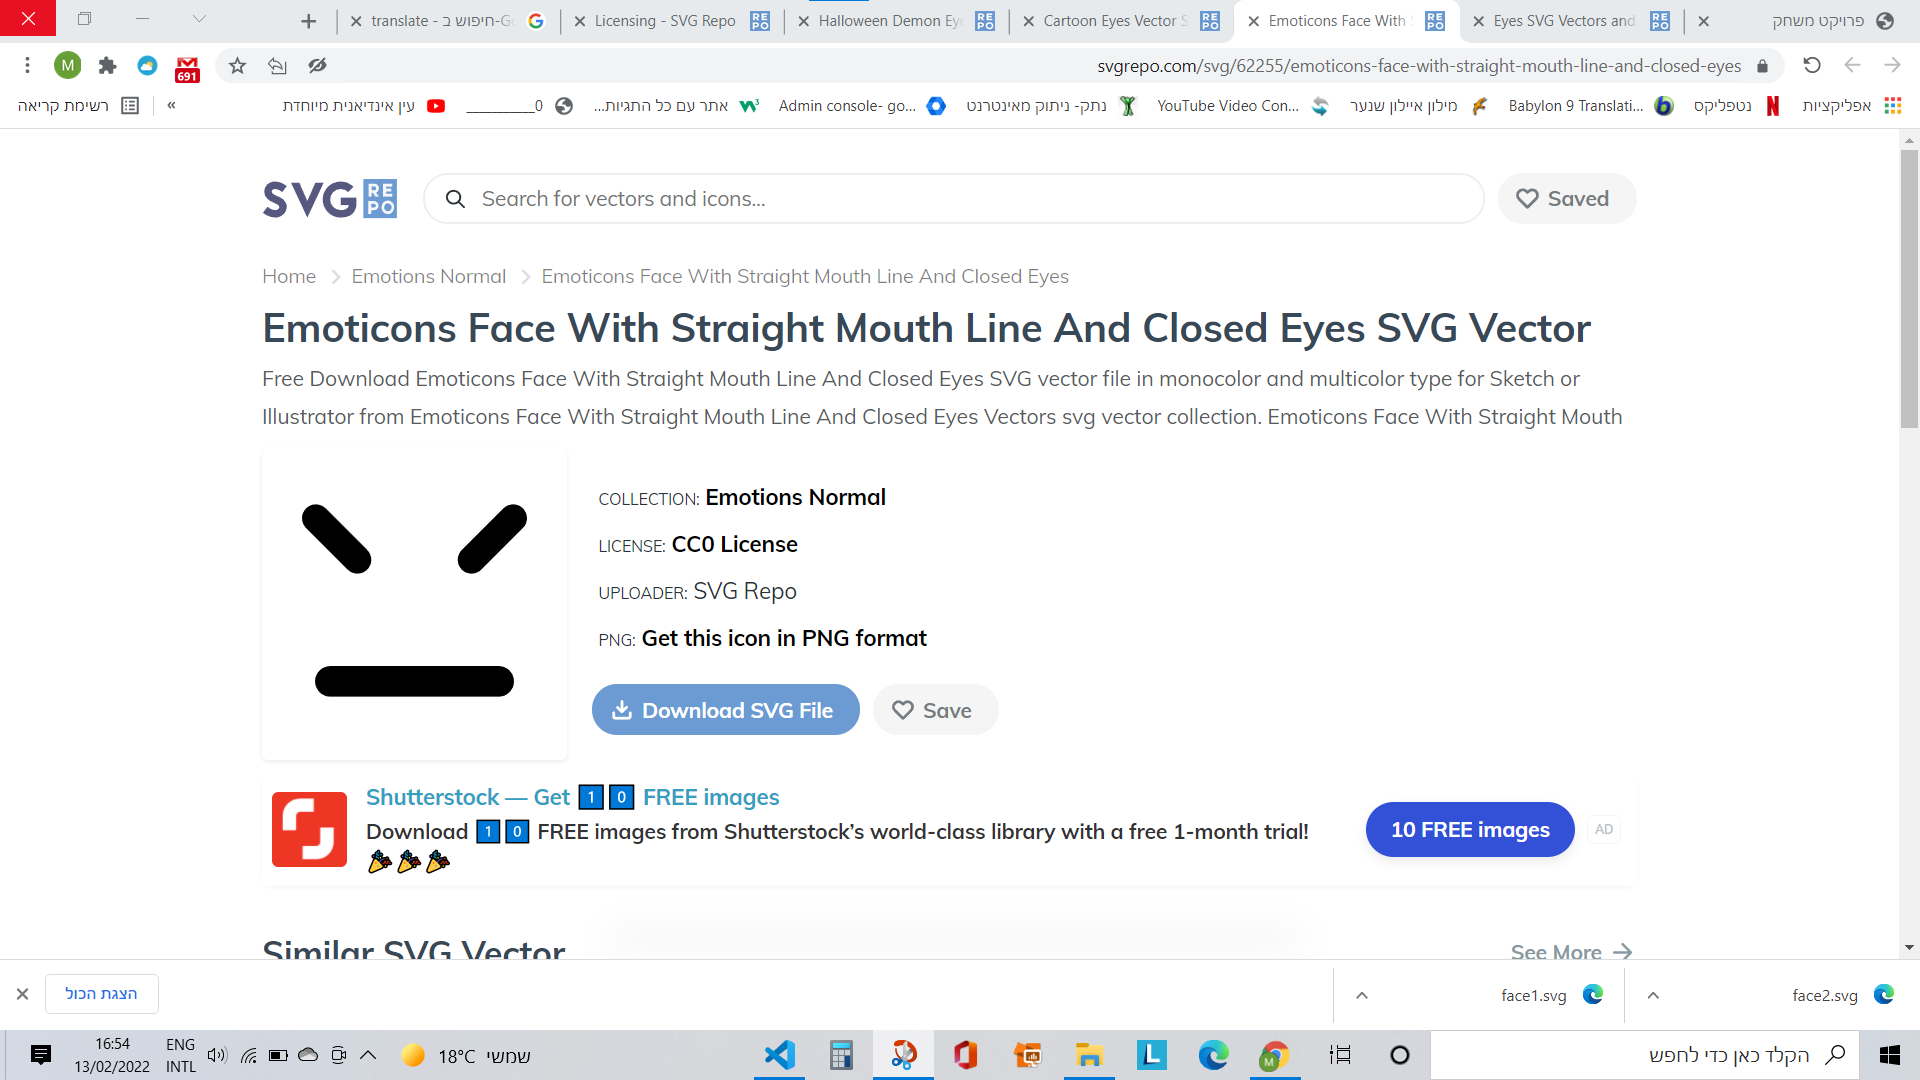 translate - חיפוש ב-Go
Licensing - SVG Repo
Halloween Demon Eye
Cartoon Eyes Vector S
Emoticons Face With
Eyes SVG Vectors and
פרויקט משחק
M
691
svgrepo.com/svg/62255/emoticons-face-with-straight-mouth-line-and-closed-eyes
אפליקציות
נטפליקס
Babylon 9 Translati...
מילון איילון שנער
YouTube Video Con...
נתק- ניתוק מאינטרנט
Admin console- go...
אתר עם כל התגיות...
__________0
עין אינדיאנית מיוחדת
»
רשימת קריאה
SVG REPO
Search for vectors and icons...
Saved
Home > Emotions Normal > Emoticons Face With Straight Mouth Line And Closed Eyes
Emoticons Face With Straight Mouth Line And Closed Eyes SVG Vector
Free Download Emoticons Face With Straight Mouth Line And Closed Eyes SVG vector file in monocolor and multicolor type for Sketch or
Illustrator from Emoticons Face With Straight Mouth Line And Closed Eyes Vectors svg vector collection. Emoticons Face With Straight Mouth
COLLECTION: Emotions Normal
LICENSE: CC0 License
UPLOADER: SVG Repo
PNG: Get this icon in PNG format
Download SVG File
Save
Shutterstock — Get 1 0 FREE images
Download 1 0 FREE images from Shutterstock’s world-class library with a free 1-month trial!
10 FREE images
AD
Similar SVG Vector
See More →
הצגת הכול
face1.svg
face2.svg
16:54
13/02/2022
ENG
INTL
18°C שמשי
הקלד כאן כדי לחפש